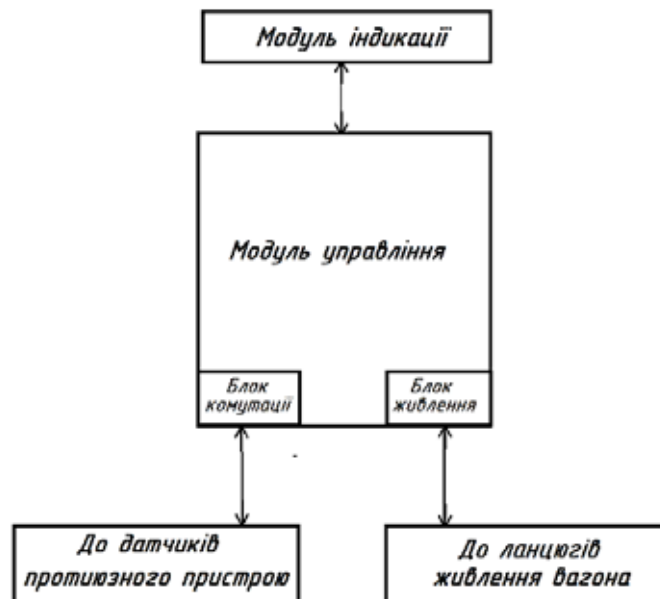 Модуль індикації
Модуль управління
Блок
комутації
Блок
живлення
До датчиків
протиюзного пристрою
До ланцюгів
живлення вагона